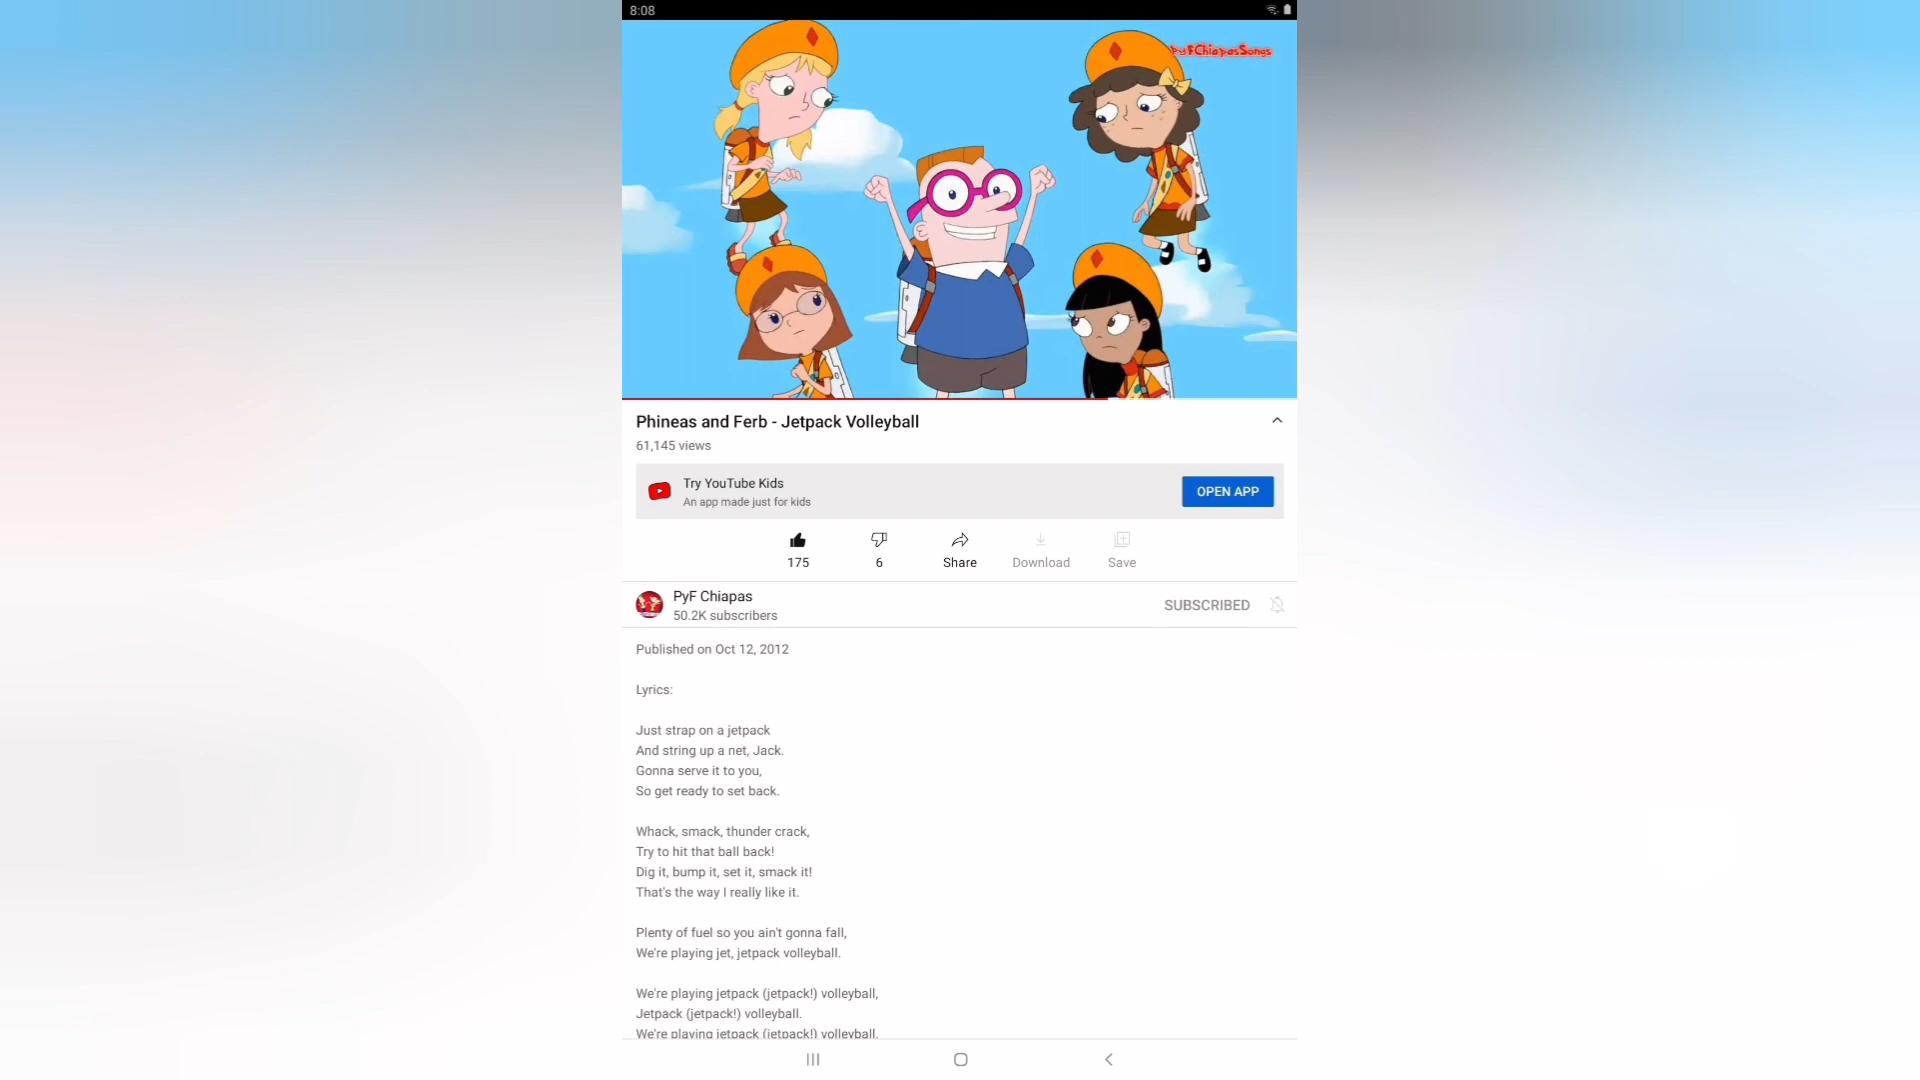 8:08
PyFChiapasSongs
Phineas and Ferb - Jetpack Volleyball
61,145 views
Try YouTube Kids
An app made just for kids
OPEN APP
175
6
Share
Download
Save
PyF Chiapas
50.2K subscribers
SUBSCRIBED
Published on Oct 12, 2012
Lyrics:
Just strap on a jetpack
And string up a net, Jack.
Gonna serve it to you,
So get ready to set back.
Whack, smack, thunder crack,
Try to hit that ball back!
Dig it, bump it, set it, smack it!
That's the way I really like it.
Plenty of fuel so you ain't gonna fall,
We're playing jet, jetpack volleyball.
We're playing jetpack (jetpack!) volleyball,
Jetpack (jetpack!) volleyball.
We're playing jetpack (jetpack!) volleyball.